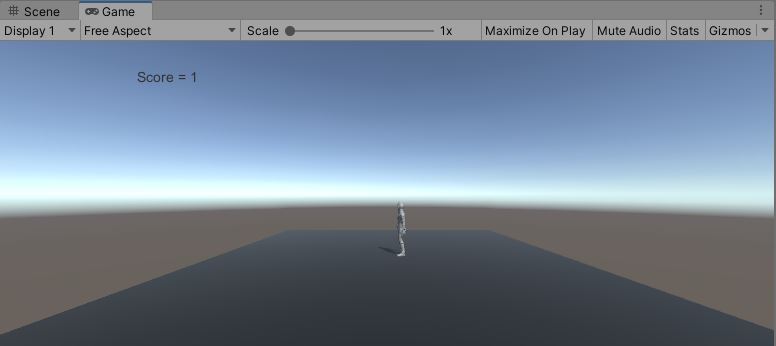 Scene Game
Display 1 Free Aspect Scale 1x Maximize On Play Mute Audio Stats Gizmos
Score = 1